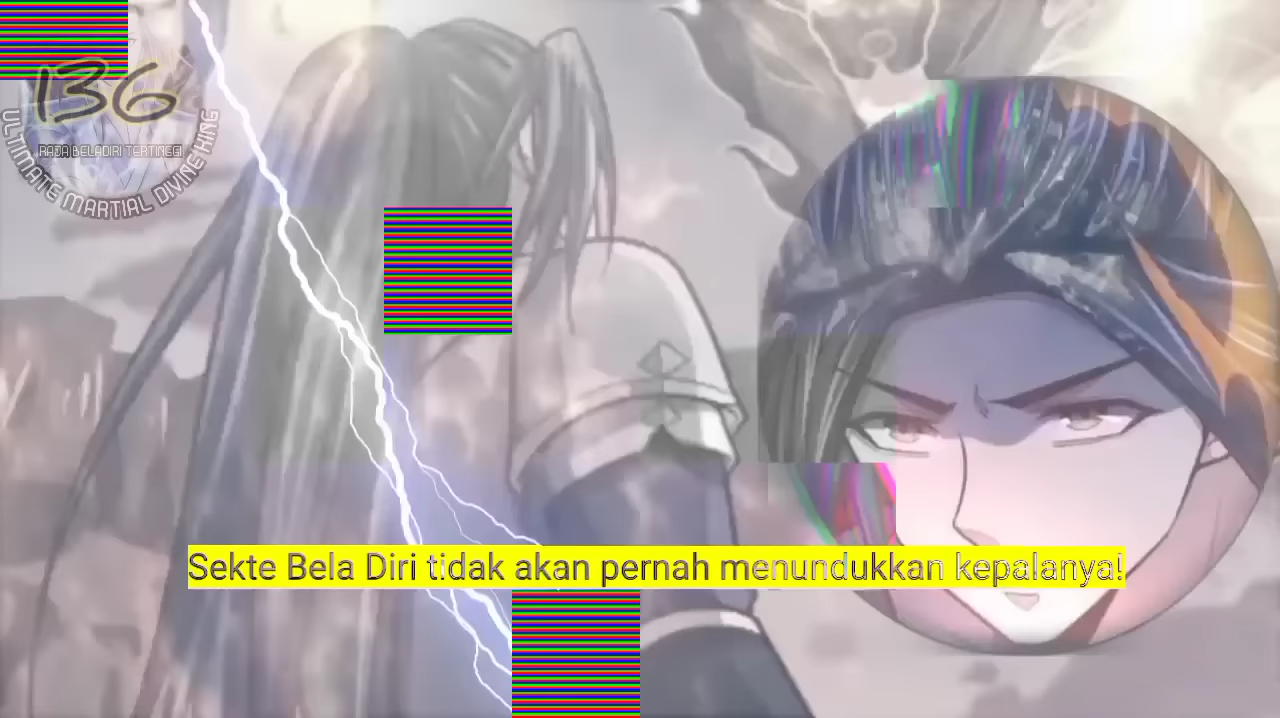 136
RAJA BELADIRI TERTINGGI
ULTIMATE MARTIAL DIVINE KING
Sekte Bela Diri tidak akan pernah menundukkan kepalanya!